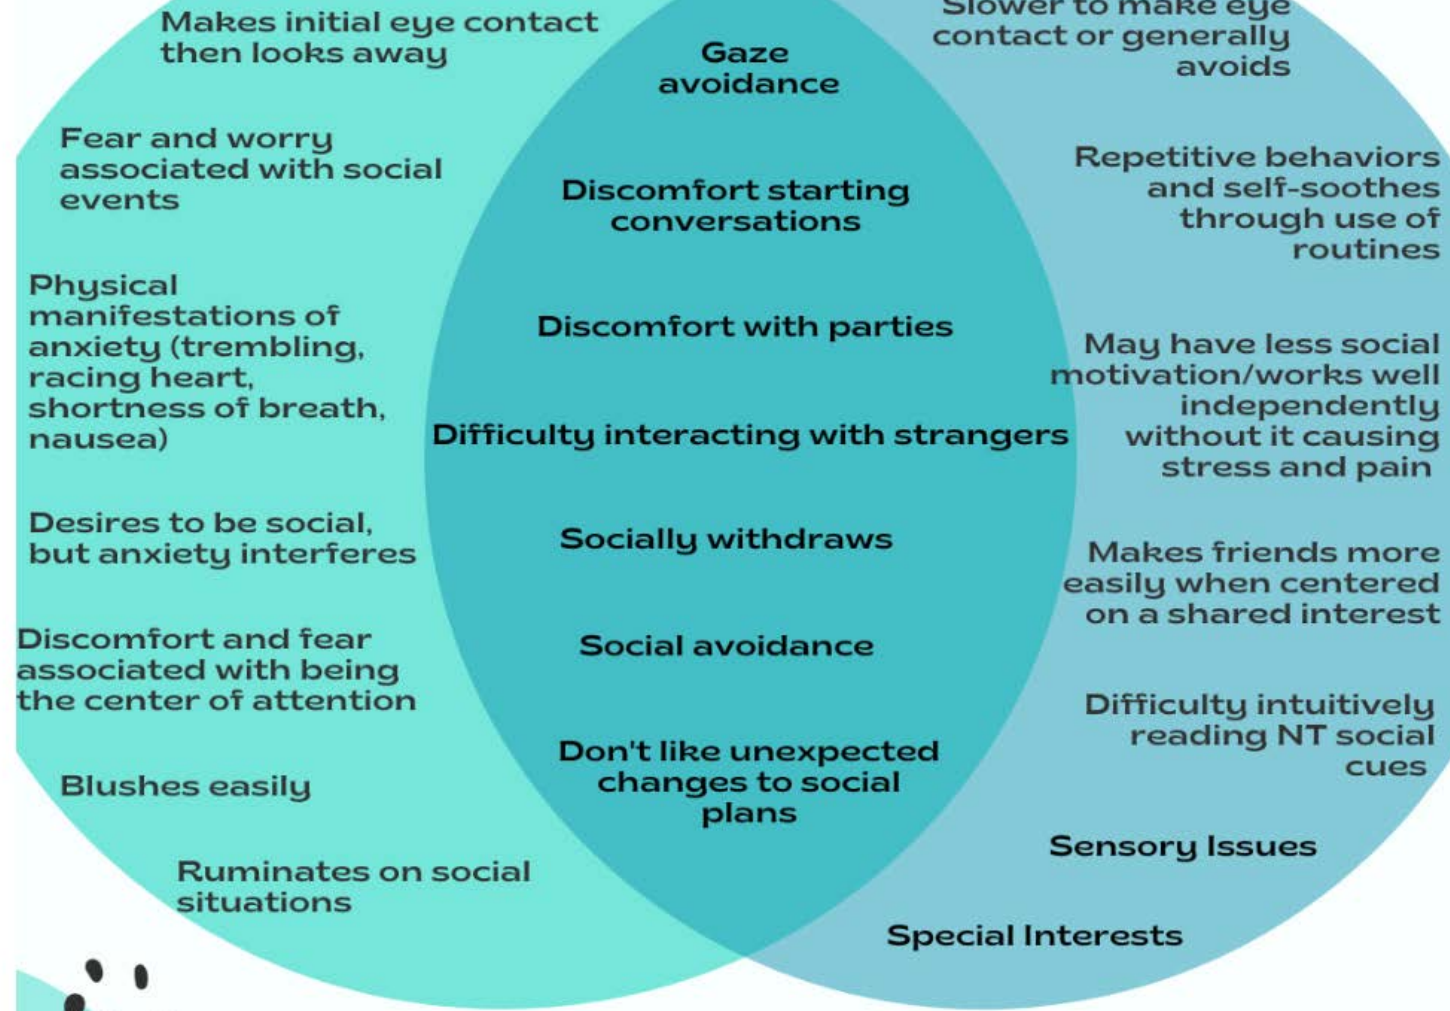 Makes initial eye contact
then looks away
Fear and worry
associated with social
events
Physical
manifestations of
anxiety (trembling,
racing heart,
shortness of breath,
nausea)
Desires to be social,
but anxiety interferes
Discomfort and fear
associated with being
the center of attention
Blushes easily
Ruminates on social
situations
Gaze
avoidance
Discomfort starting
conversations
Discomfort with parties
Difficulty interacting with strangers
Socially withdraws
Social avoidance
Don't like unexpected
changes to social
plans
Slower to make eye
contact or generally
avoids
Repetitive behaviors
and self-soothes
through use of
routines
May have less social
motivation/works well
independently
without it causing
stress and pain
Makes friends more
easily when centered
on a shared interest
Difficulty intuitively
reading NT social
cues
Sensory Issues
Special Interests